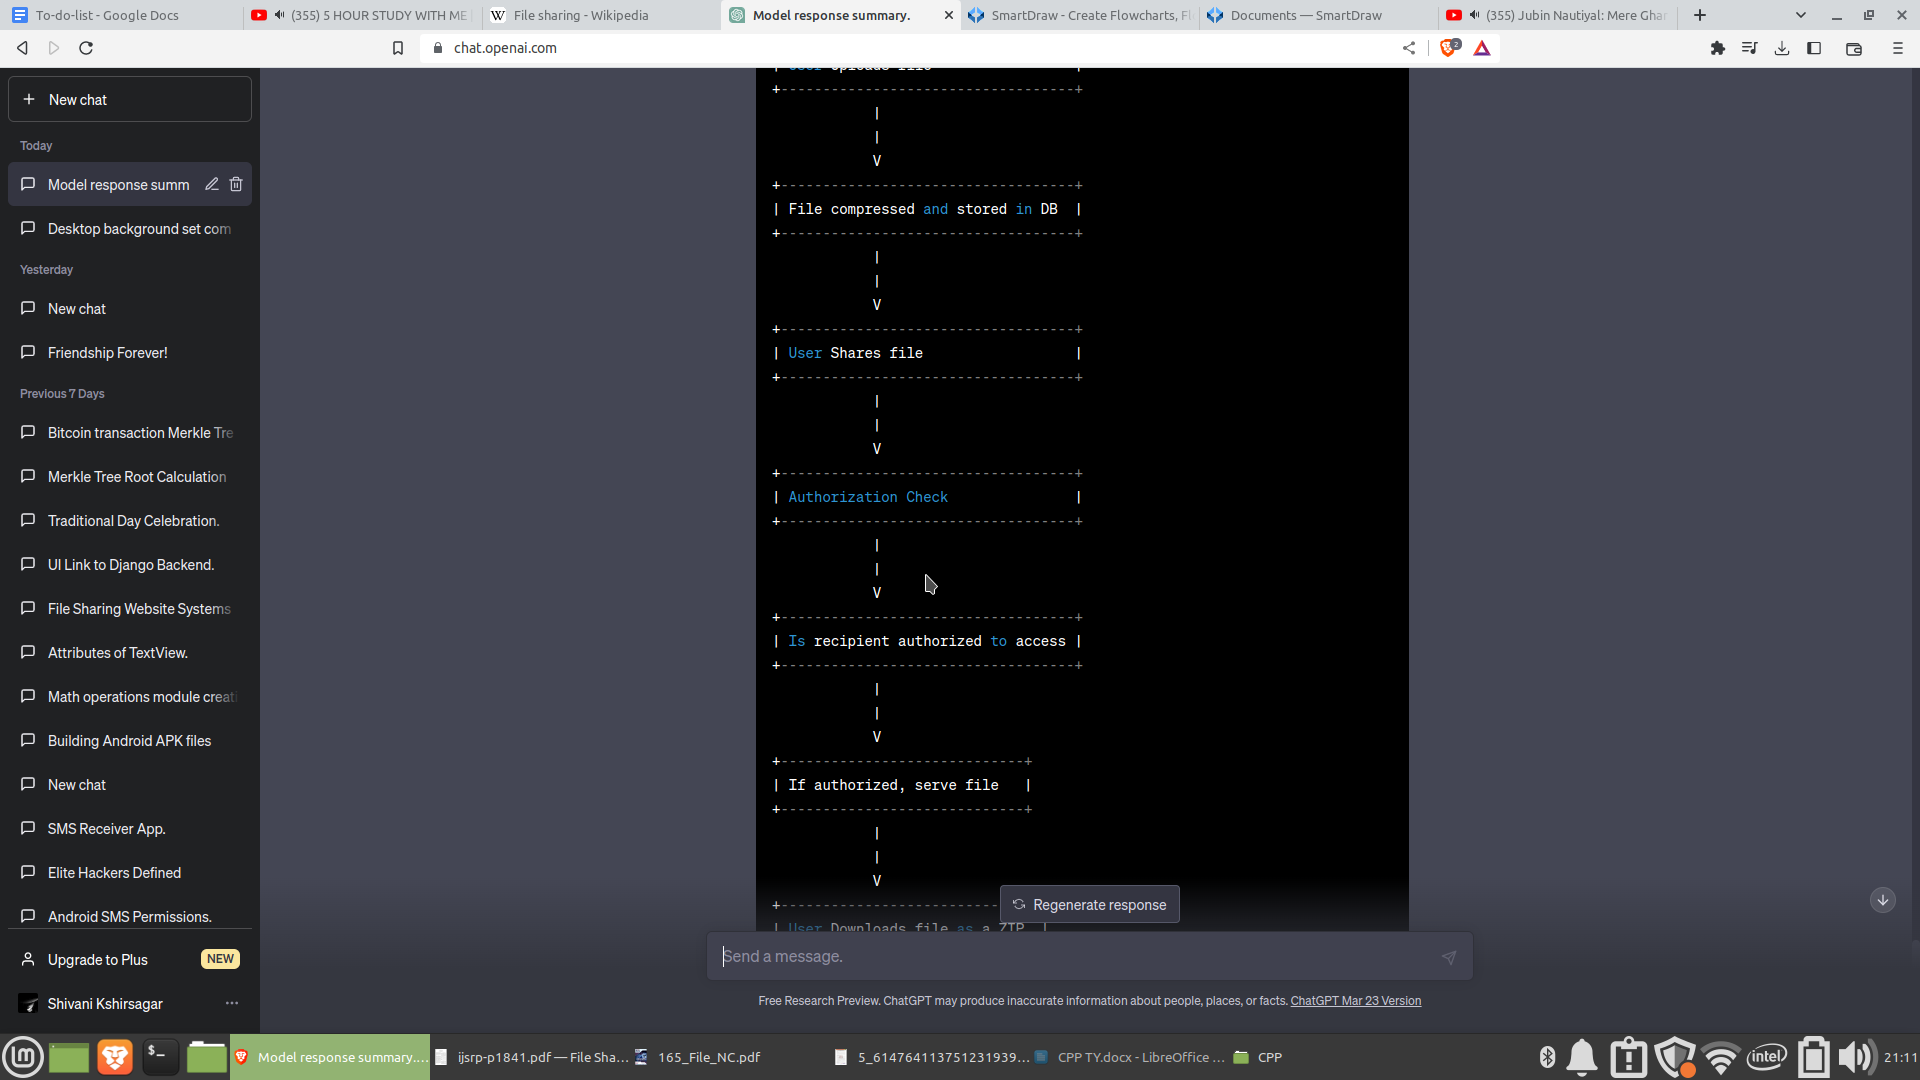 To-do-list - Google Docs
(355) 5 HOUR STUDY WITH ME
File sharing - Wikipedia
Model response summary.
SmartDraw - Create Flowcharts, Fl
Documents — SmartDraw
(355) Jubin Nautiyal: Mere Ghar
chat.openai.com
2
New chat
Today
Model response summ
Desktop background set com
Yesterday
New chat
Friendship Forever!
Previous 7 Days
Bitcoin transaction Merkle Tre
Merkle Tree Root Calculation
Traditional Day Celebration.
UI Link to Django Backend.
File Sharing Website Systems
Attributes of TextView.
Math operations module creati
Building Android APK files
New chat
SMS Receiver App.
Elite Hackers Defined
Android SMS Permissions.
Upgrade to Plus
NEW
Shivani Kshirsagar
| User Uploads file |
+-----------------------------------+
|
|
V
+-----------------------------------+
| File compressed and stored in DB |
+-----------------------------------+
|
|
V
+-----------------------------------+
| User Shares file |
+-----------------------------------+
|
|
V
+-----------------------------------+
| Authorization Check |
+-----------------------------------+
|
|
V
+-----------------------------------+
| Is recipient authorized to access |
+-----------------------------------+
|
|
V
+-----------------------------+
| If authorized, serve file |
+-----------------------------+
|
|
V
+--------------------------
| User Downloads file as a ZIP |
Regenerate response
Send a message.
Free Research Preview. ChatGPT may produce inaccurate information about people, places, or facts. ChatGPT Mar 23 Version
Model response summary....
ijsrp-p1841.pdf — File Sha...
165_File_NC.pdf
5_614764113751231939...
CPP TY.docx - LibreOffice ...
CPP
intel
21:11